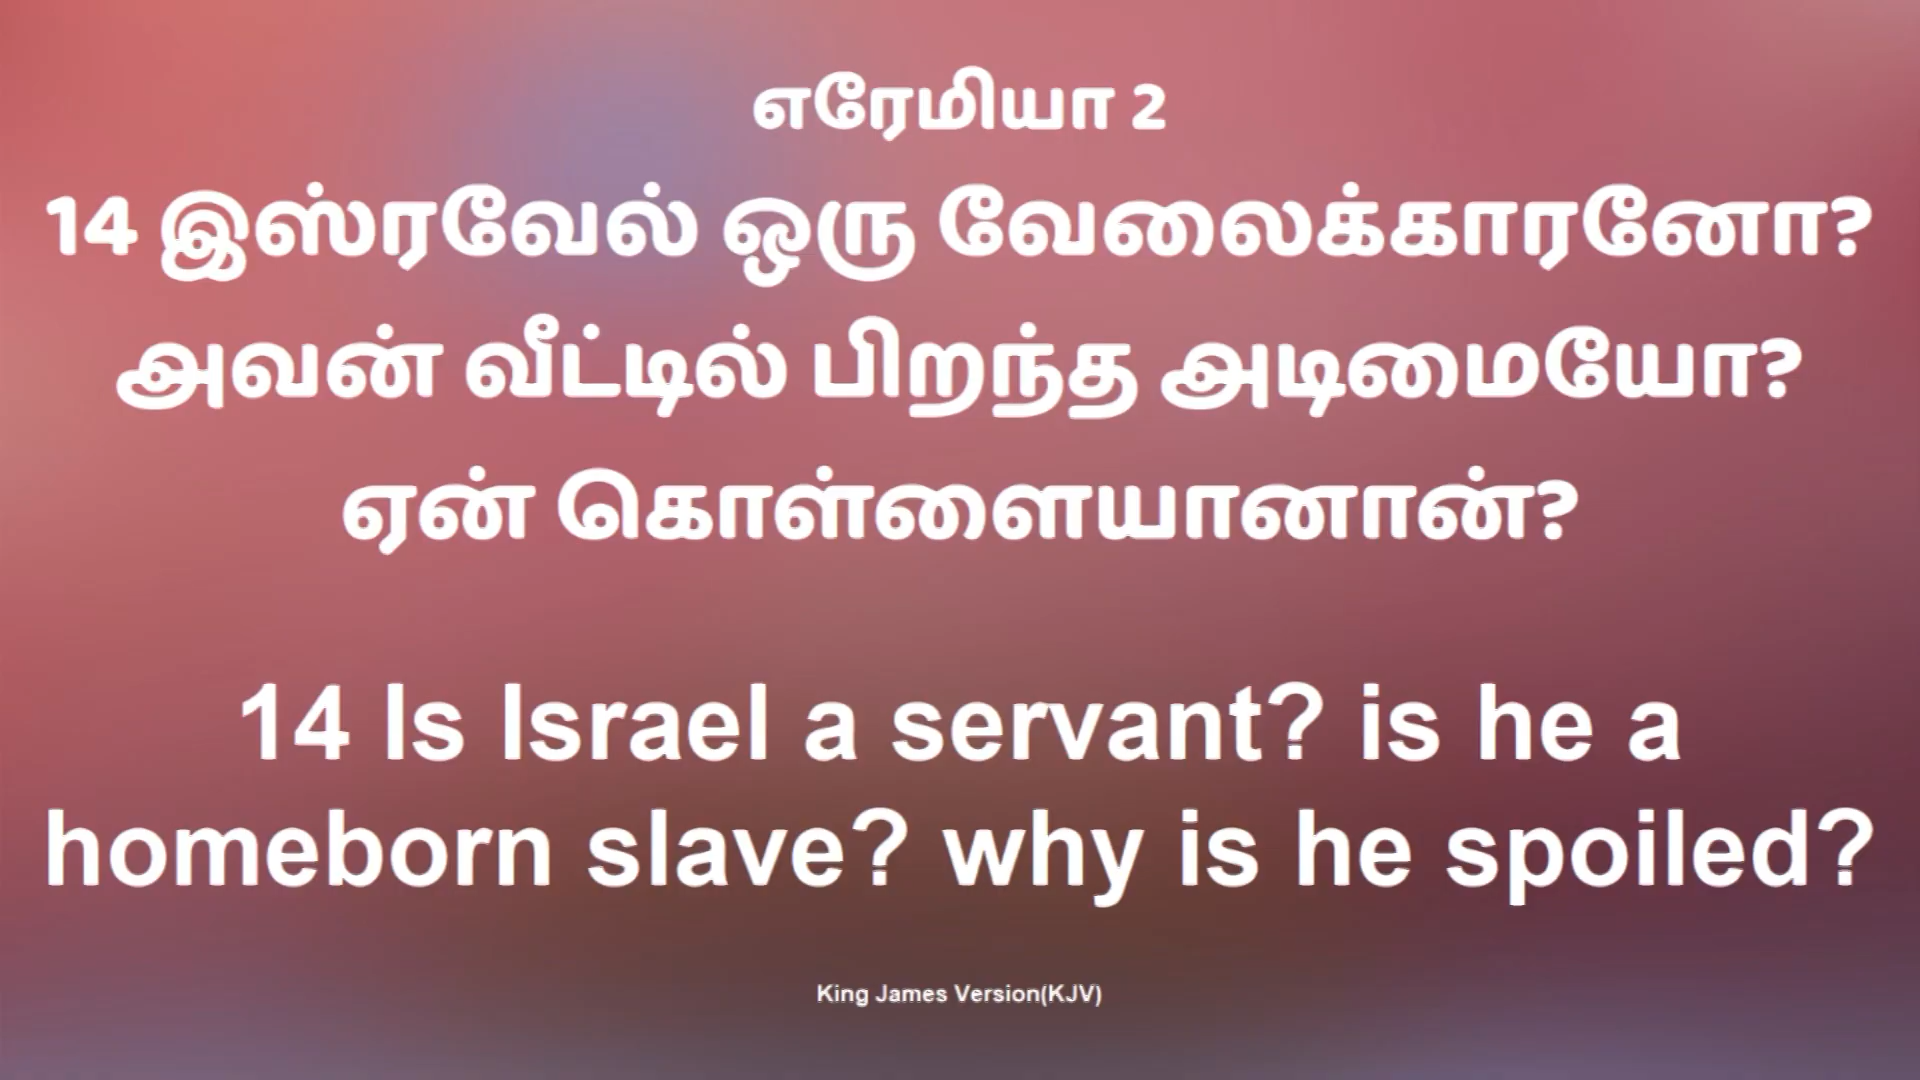 எரேமியா 2
14 இஸ்ரவேல் ஒரு வேலைக்காரனோ?
அவன் வீட்டில் பிறந்த அடிமையோ?
ஏன் கொள்ளையானான்?
14 Is Israel a servant? is he a
homeborn slave? why is he spoiled?
King James Version(KJV)